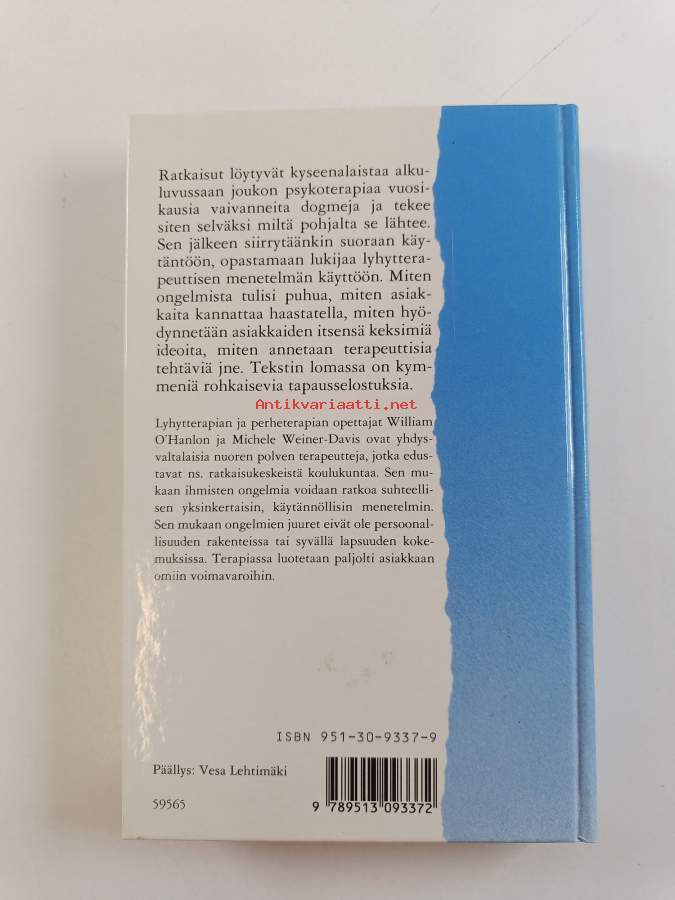 Ratkaisut löytyvät kyseenalaistaa alku-
luvussaan joukon psykoterapiaa vuosi-
kausia vaivanneita dogmeja ja tekee
siten selväksi miltä pohjalta se lähtee.
Sen jälkeen siirrytäänkin suoraan käy-
täntöön, opastamaan lukijaa lyhyttera-
peuttisen menetelmän käyttöön. Miten
ongelmista tulisi puhua, miten asiak-
kaita kannattaa haastatella, miten hyö-
dynnetään asiakkaiden itsensä keksimiä
ideoita, miten annetaan terapeuttisia
tehtäviä jne. Tekstin lomassa on kym-
meniä rohkaisevia tapausselostuksia.
Antikvariaatti.net
Lyhytterapian ja perheterapian opettajat William
O'Hanlon ja Michele Weiner-Davis ovat yhdys-
valtalaisia nuoren polven terapeutteja, jotka edus-
tavat ns. ratkaisukeskeistä koulukuntaa. Sen mu-
kaan ihmisten ongelmia voidaan ratkoa suhteelli-
sen yksinkertaisin, käytännöllisin menetelmin.
Sen mukaan ongelmien juuret eivät ole persoonal-
lisuuden rakenteissa tai syvällä lapsuuden koke-
muksissa. Terapiassa luotetaan paljolti asiakkaan
omiin voimavaroihin.
ISBN 951-30-9337-9
Päällys: Vesa Lehtimäki
59565
9 789513 093372